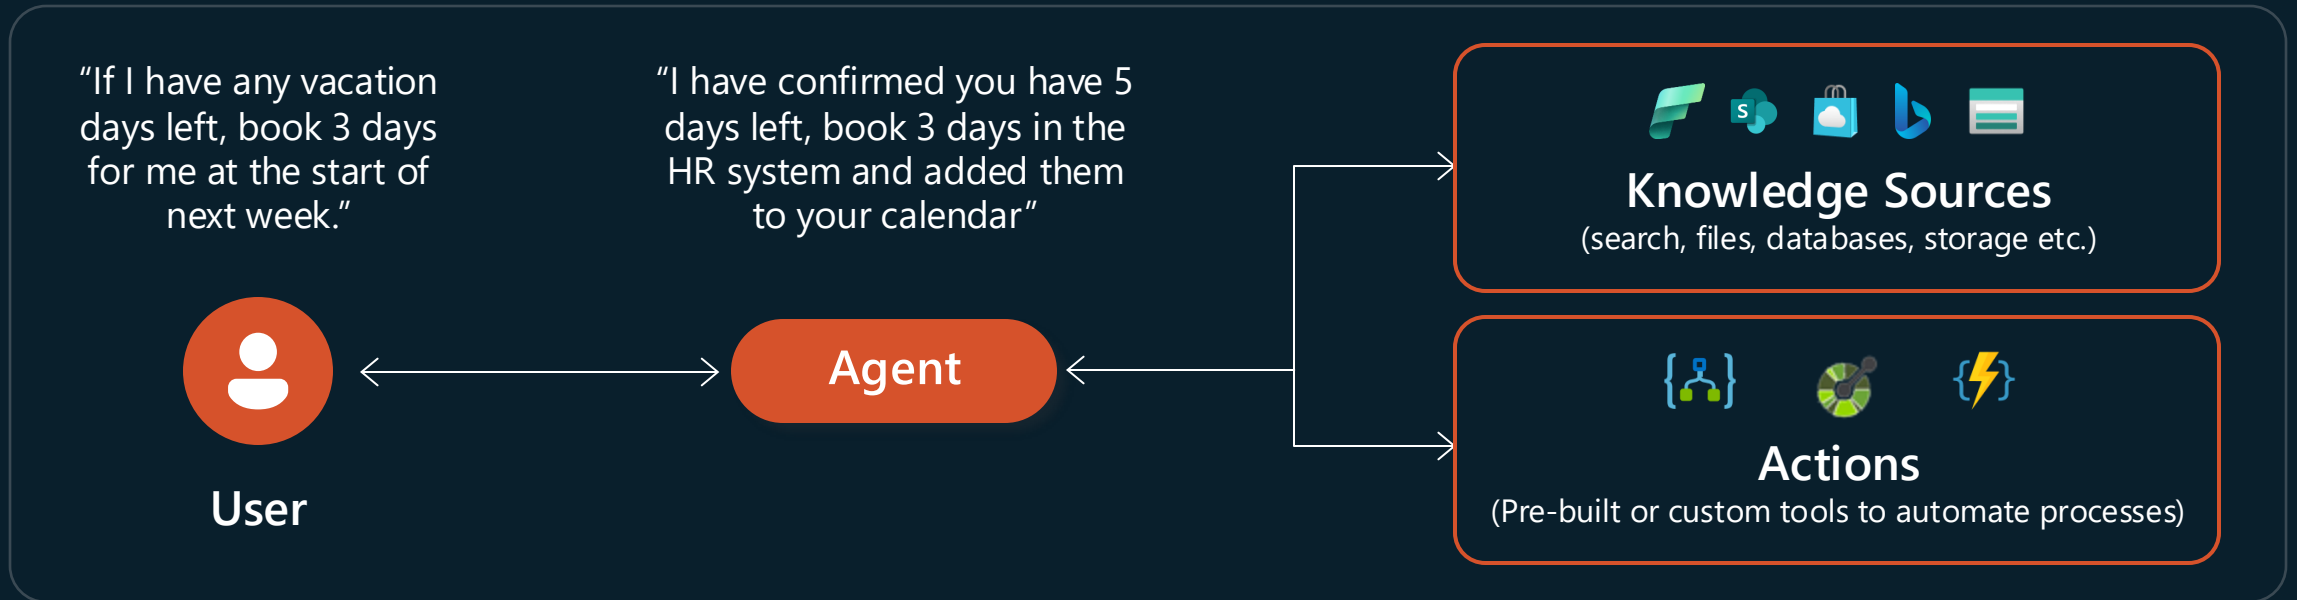 “If I have any vacation
days left, book 3 days
for me at the start of
next week.”
“I have confirmed you have 5
days left, book 3 days in the
HR system and added them
to your calendar”
User
Agent
S
Knowledge Sources
(search, files, databases, storage etc.)
Actions
(Pre-built or custom tools to automate processes)